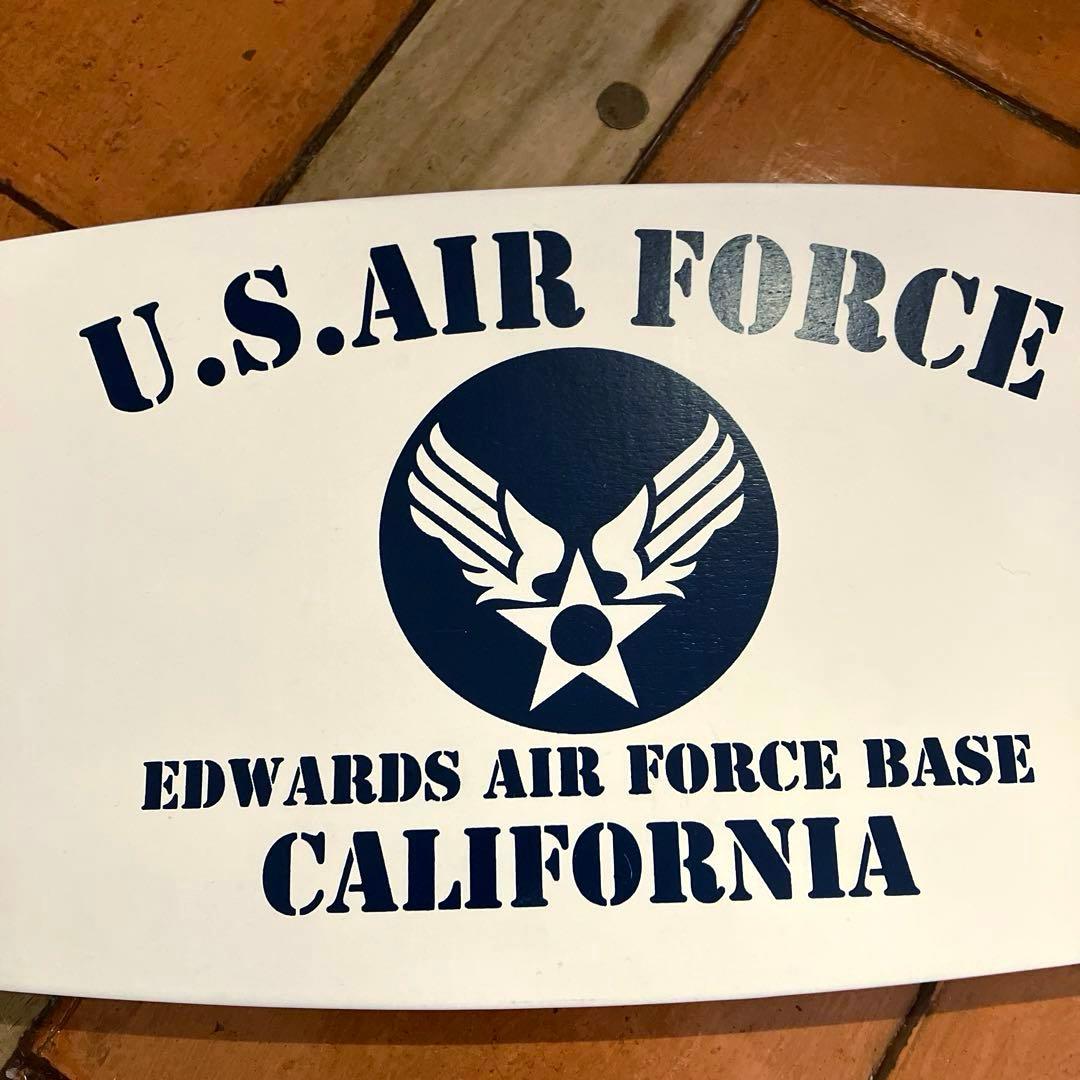 U.S.AIR FORCE
EDWARDS AIR FORCE BASE
CALIFORNIA